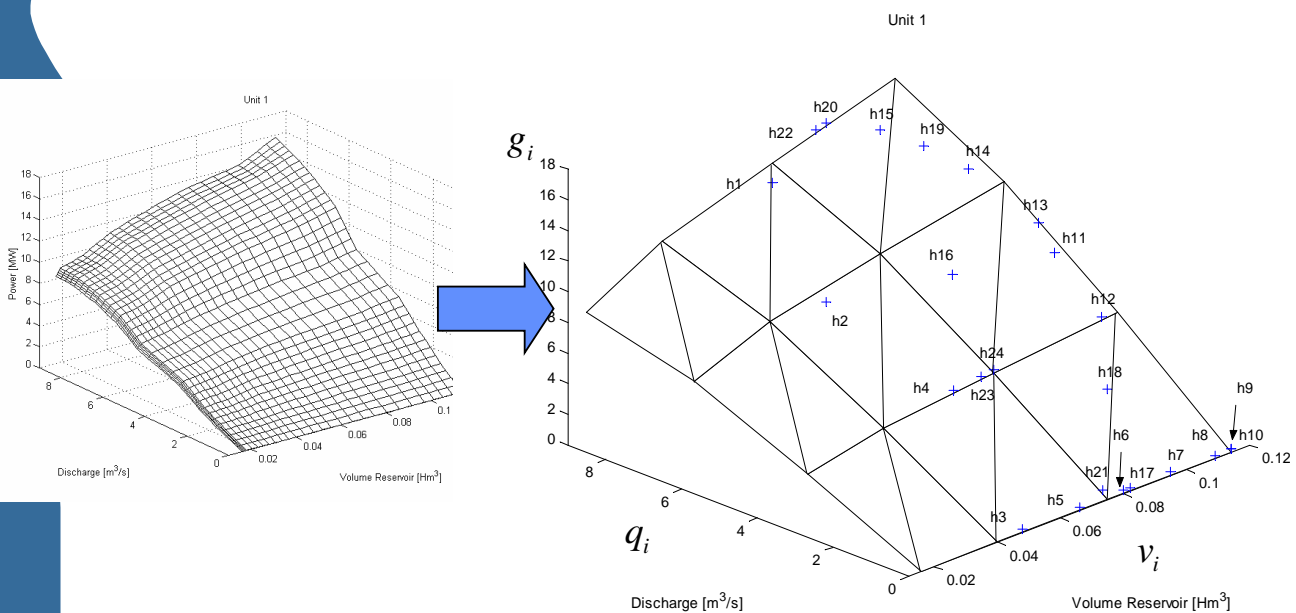 Unit 1
18
16
14
12
10
8
6
4
2
0
Power [MW]
8
6
4
2
0
Discharge [m³/s]
0.02
0.04
0.06
0.08
0.1
Volume Reservoir [Hm³]
Unit 1
gᵢ
18
16
14
12
10
8
6
4
2
0
8
6
4
2
0
qᵢ
Discharge [m³/s]
0.02
0.04
0.06
0.08
0.1
0.12
vᵢ
Volume Reservoir [Hm³]
h20
h22
h15
h19
h14
h1
h13
h11
h16
h2
h12
h24
h4
h23
h18
h9
h6
h10
h8
h7
h21
h17
h5
h3